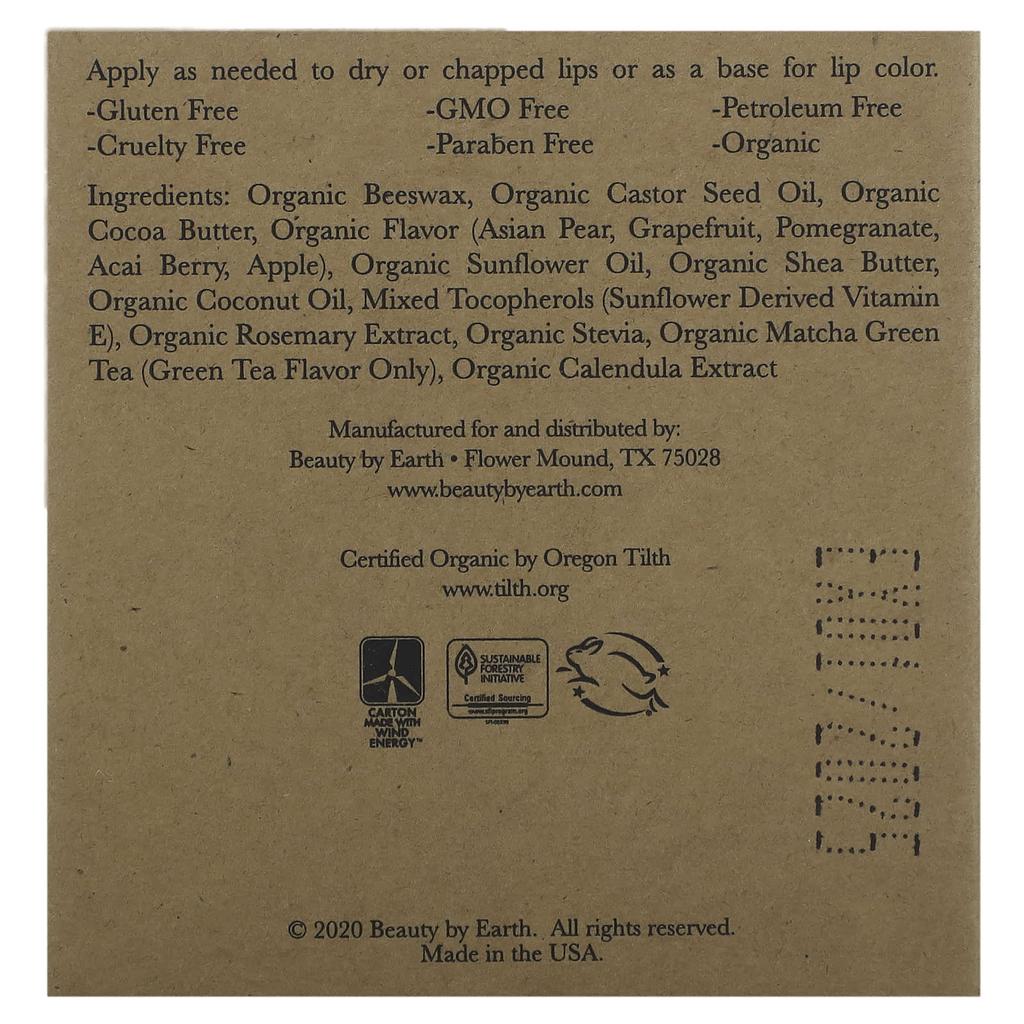 Apply as needed to dry or chapped lips or as a base for lip color.
-Gluten Free -GMO Free -Petroleum Free
-Cruelty Free -Paraben Free -Organic
Ingredients: Organic Beeswax, Organic Castor Seed Oil, Organic
Cocoa Butter, Organic Flavor (Asian Pear, Grapefruit, Pomegranate,
Acai Berry, Apple), Organic Sunflower Oil, Organic Shea Butter,
Organic Coconut Oil, Mixed Tocopherols (Sunflower Derived Vitamin
E), Organic Rosemary Extract, Organic Stevia, Organic Matcha Green
Tea (Green Tea Flavor Only), Organic Calendula Extract
Manufactured for and distributed by:
Beauty by Earth • Flower Mound, TX 75028
www.beautybyearth.com
Certified Organic by Oregon Tilth
www.tilth.org
CARTON
MADE WITH
WIND
ENERGY™
SUSTAINABLE
FORESTRY
INITIATIVE
Certified Sourcing
www.sfiprogram.org
© 2020 Beauty by Earth. All rights reserved.
Made in the USA.